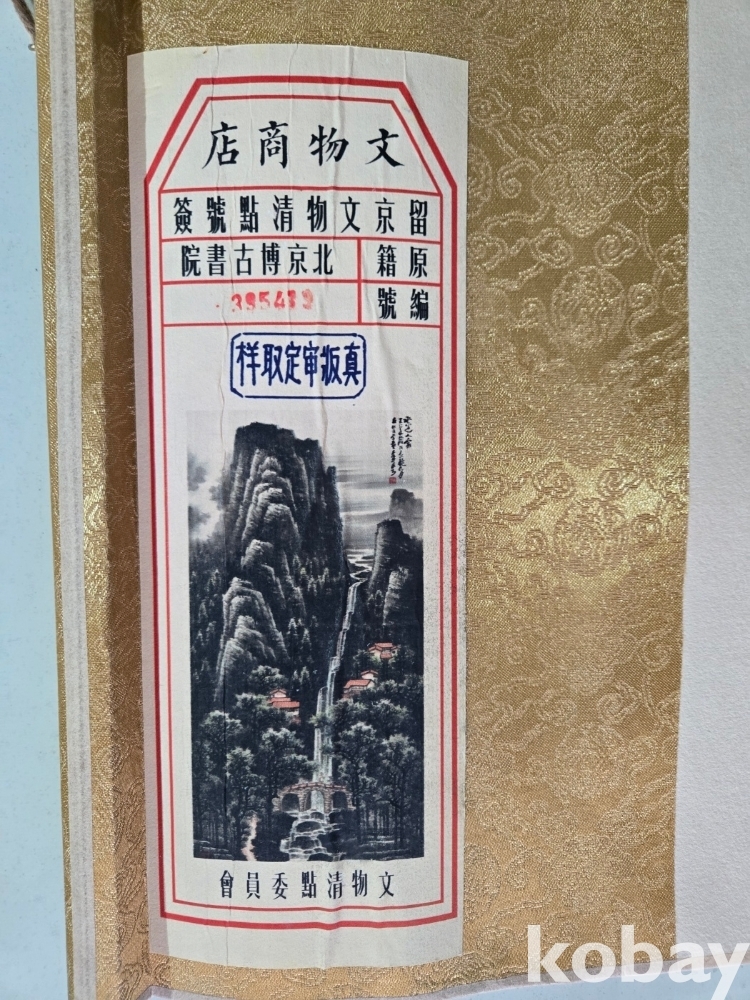 文物商店
留京文物清點號簽
原籍 北京博古書院
編號
真版审定取样
文物清點委員會
kobay